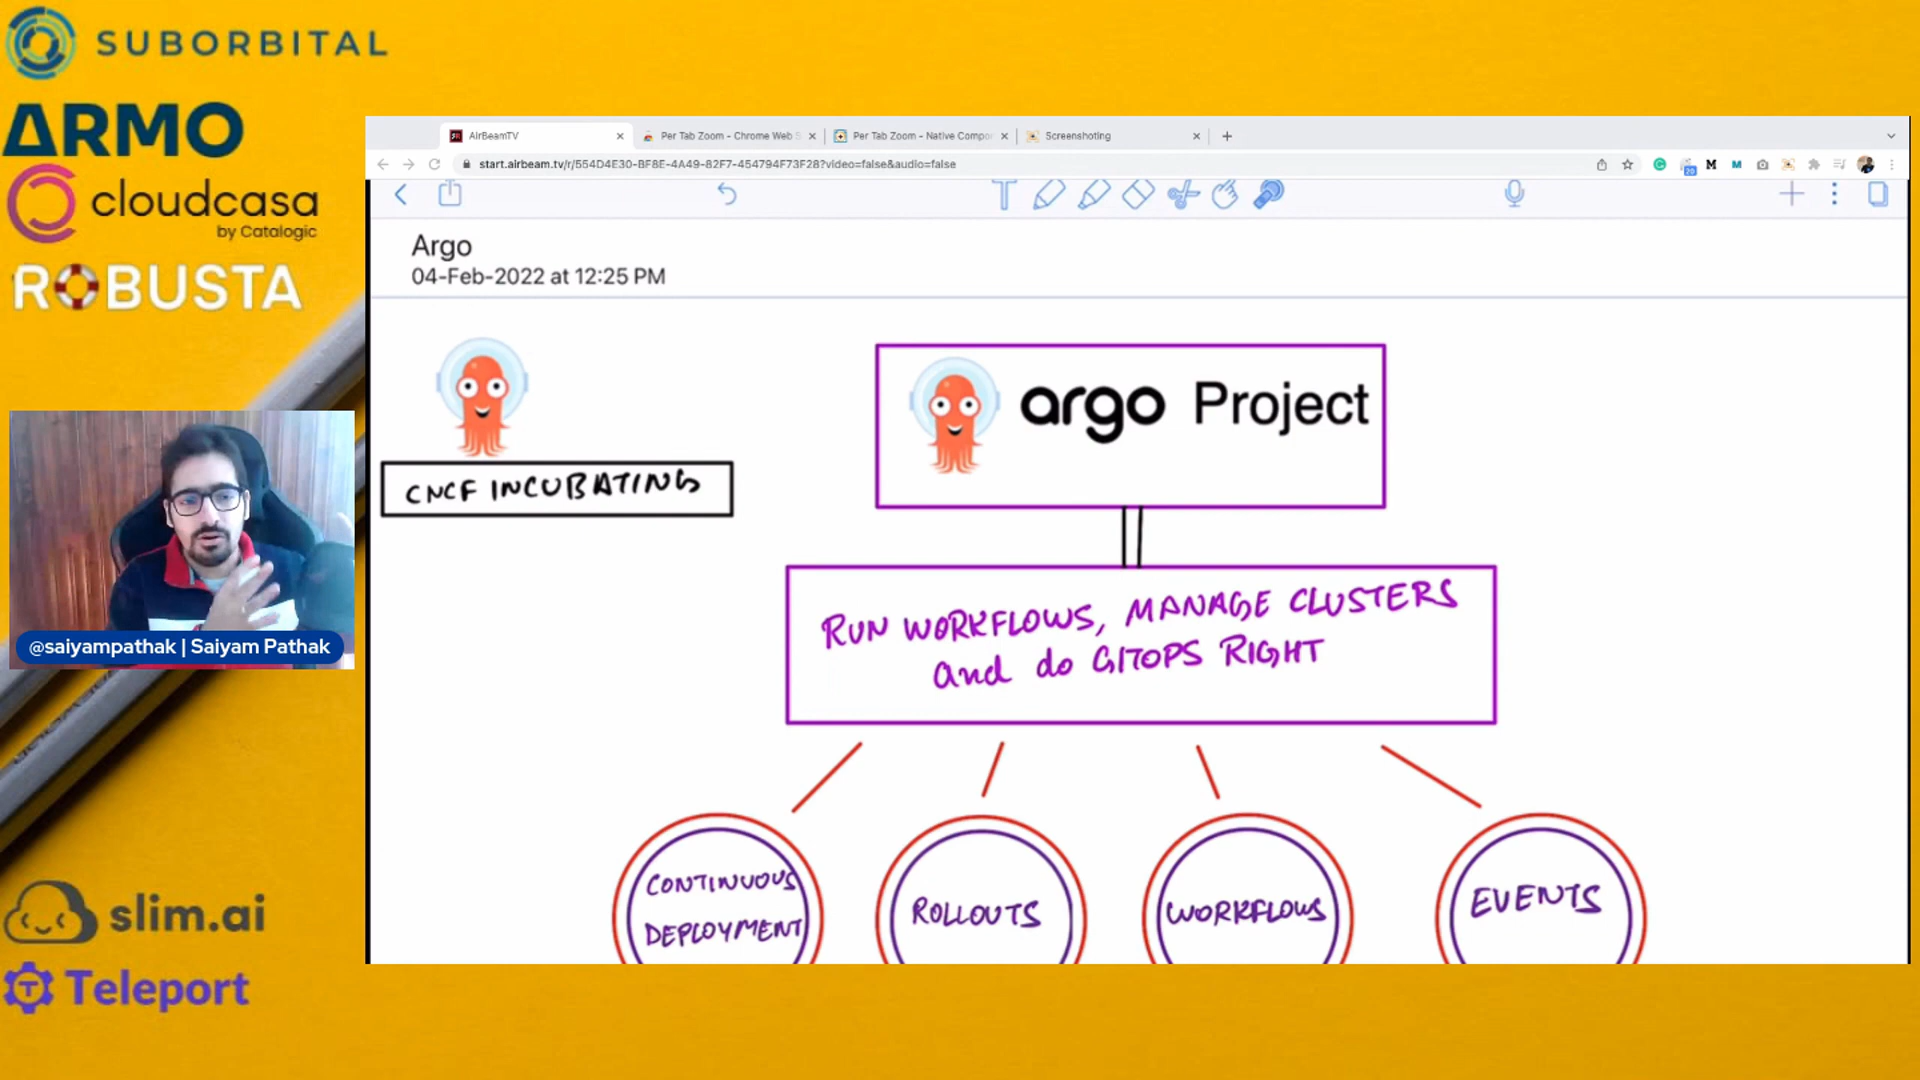 SUBORBITAL
ARMO
cloudcasa
by Catalogic
ROBUSTA
@saiyampathak | Saiyam Pathak
slim.ai
Teleport
AirBeamTV
Per Tab Zoom - Chrome Web S
Per Tab Zoom - Native Compo
Screenshoting
start.airbeam.tv/r/554D4E30-BF8E-4A49-82F7-454794F73F28?video=false&audio=false
20
M
M
Argo
04-Feb-2022 at 12:25 PM
CNCF INCUBATING
argo Project
RUN WORKFLOWS, MANAGE CLUSTERS
and do GITOPS RIGHT
CONTINUOUS
DEPLOYMENT
ROLLOUTS
WORKFLOWS
EVENTS